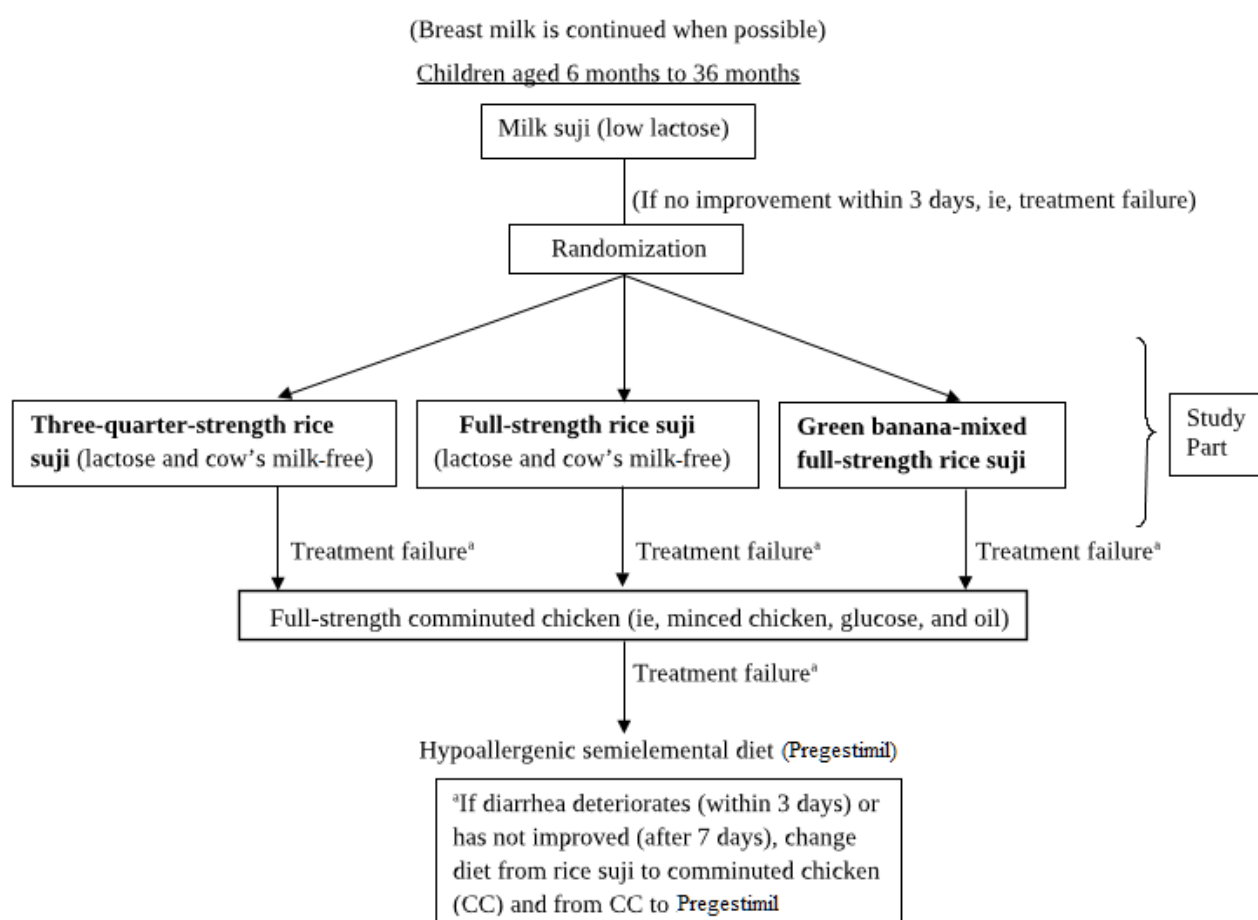 (Breast milk is continued when possible)
Children aged 6 months to 36 months
Milk suji (low lactose)
(If no improvement within 3 days, ie, treatment failure)
Randomization
Three-quarter-strength rice
suji (lactose and cow’s milk-free)
Full-strength rice suji
(lactose and cow’s milk-free)
Green banana-mixed
full-strength rice suji
Study
Part
Treatment failureᵃ
Treatment failureᵃ
Treatment failureᵃ
Full-strength comminuted chicken (ie, minced chicken, glucose, and oil)
Treatment failureᵃ
Hypoallergenic semielemental diet (Pregestimil)
ᵃIf diarrhea deteriorates (within 3 days) or
has not improved (after 7 days), change
diet from rice suji to comminuted chicken
(CC) and from CC to Pregestimil